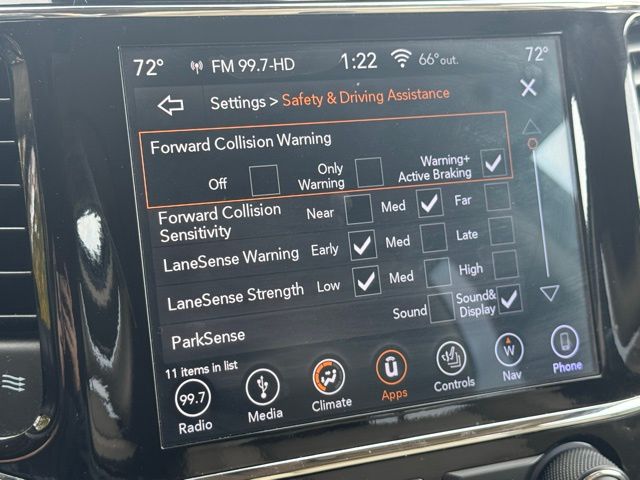 72° FM 99.7-HD 1:22 66° out. 72°
Settings > Safety & Driving Assistance
Forward Collision Warning
Off Only Warning Warning+ Active Braking
Forward Collision Sensitivity Near Med Far
LaneSense Warning Early Med Late
LaneSense Strength Low Med High
ParkSense Sound Sound& Display
11 items in list
99.7 W
Radio Media Climate Apps Controls Nav Phone